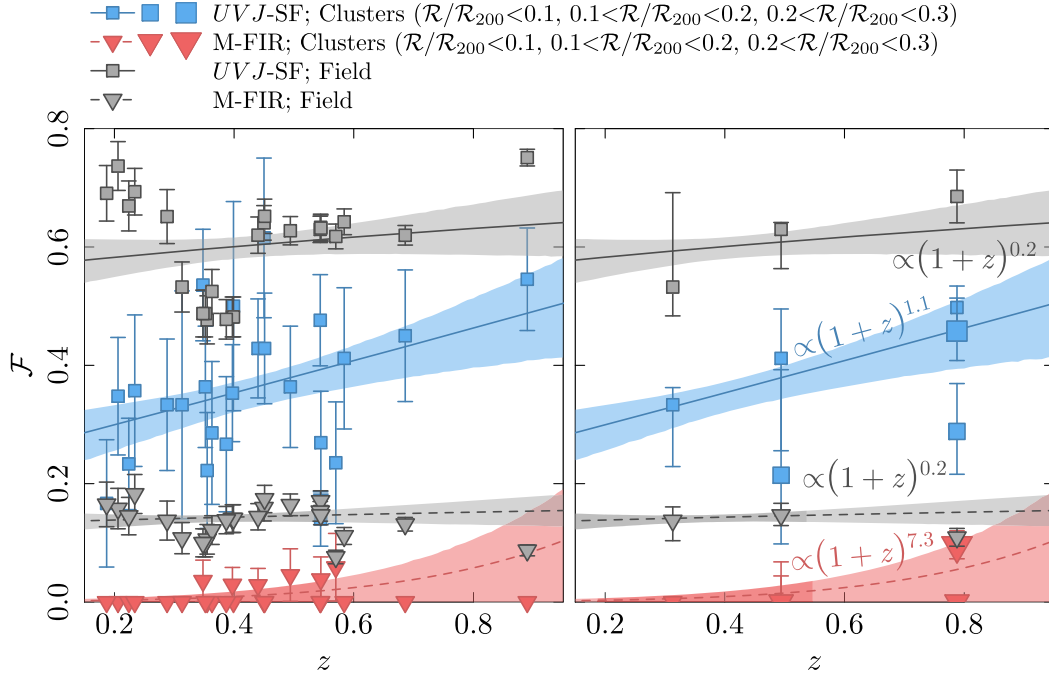 UVJ-SF; Clusters (R/R200<0.1, 0.1<R/R200<0.2, 0.2<R/R200<0.3)
M-FIR; Clusters (R/R200<0.1, 0.1<R/R200<0.2, 0.2<R/R200<0.3)
UVJ-SF; Field
M-FIR; Field
0.8
0.6
0.4
0.2
0.0
F
∝(1 + z)^0.2
∝(1 + z)^1.1
∝(1 + z)^0.2
∝(1 + z)^7.3
0.2 0.4 0.6 0.8
0.2 0.4 0.6 0.8
z
z